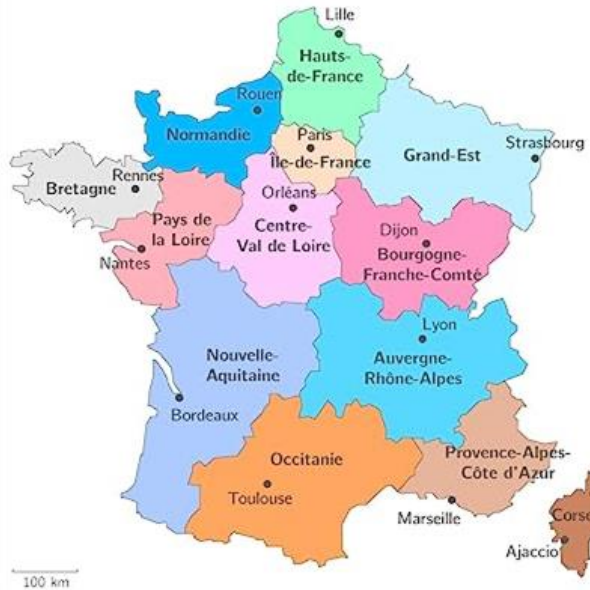 Lille
Hauts-
de-France
Rouen
Normandie
Paris
Île-de-France
Grand-Est
Strasbourg
Rennes
Bretagne
Orléans
Pays de
la Loire
Centre-
Val de Loire
Nantes
Dijon
Bourgogne-
Franche-Comté
Lyon
Auvergne-
Rhône-Alpes
Nouvelle-
Aquitaine
Bordeaux
Occitanie
Toulouse
Provence-Alpes-
Côte d'Azur
Marseille
Corse
Ajaccio
100 km